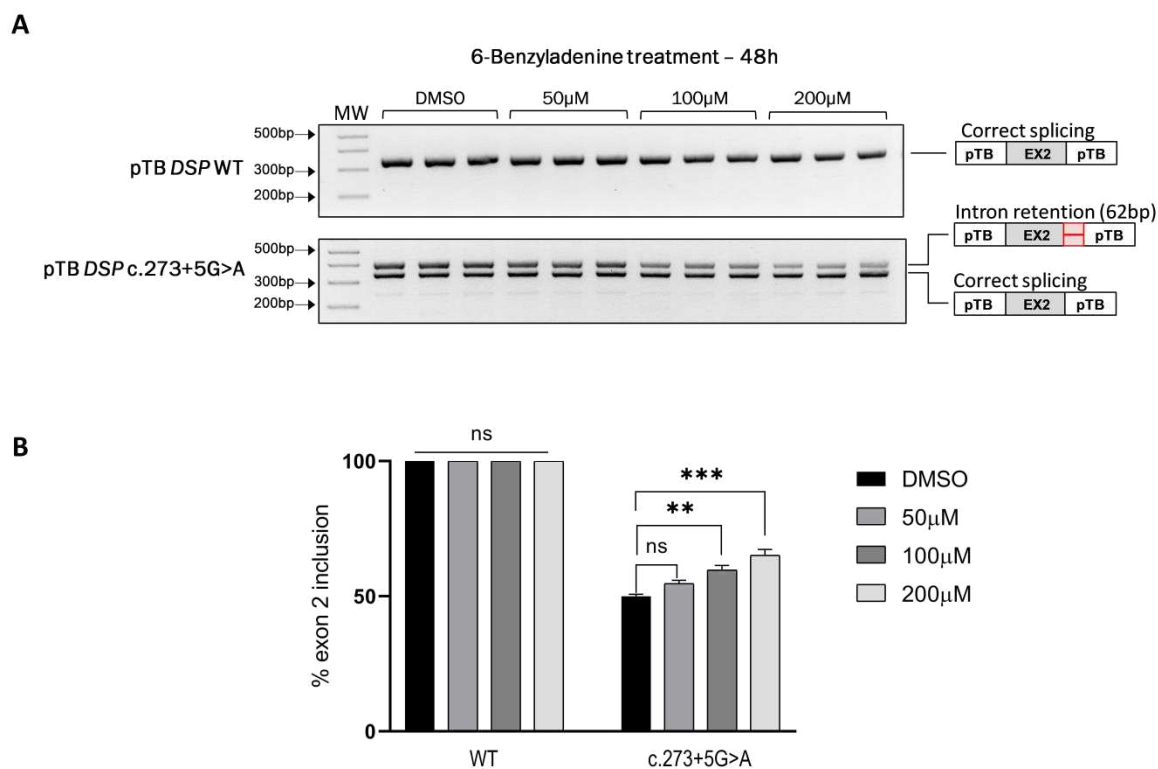 A
6-Benzyladenine treatment – 48h
MW
DMSO
50µM
100µM
200µM
500bp
300bp
200bp
pTB DSP WT
Correct splicing
pTB EX2 pTB
Intron retention (62bp)
pTB EX2 pTB
500bp
300bp
200bp
pTB DSP c.273+5G>A
Correct splicing
pTB EX2 pTB
B
% exon 2 inclusion
100
50
0
ns
ns
**
***
WT
c.273+5G>A
DMSO
50µM
100µM
200µM